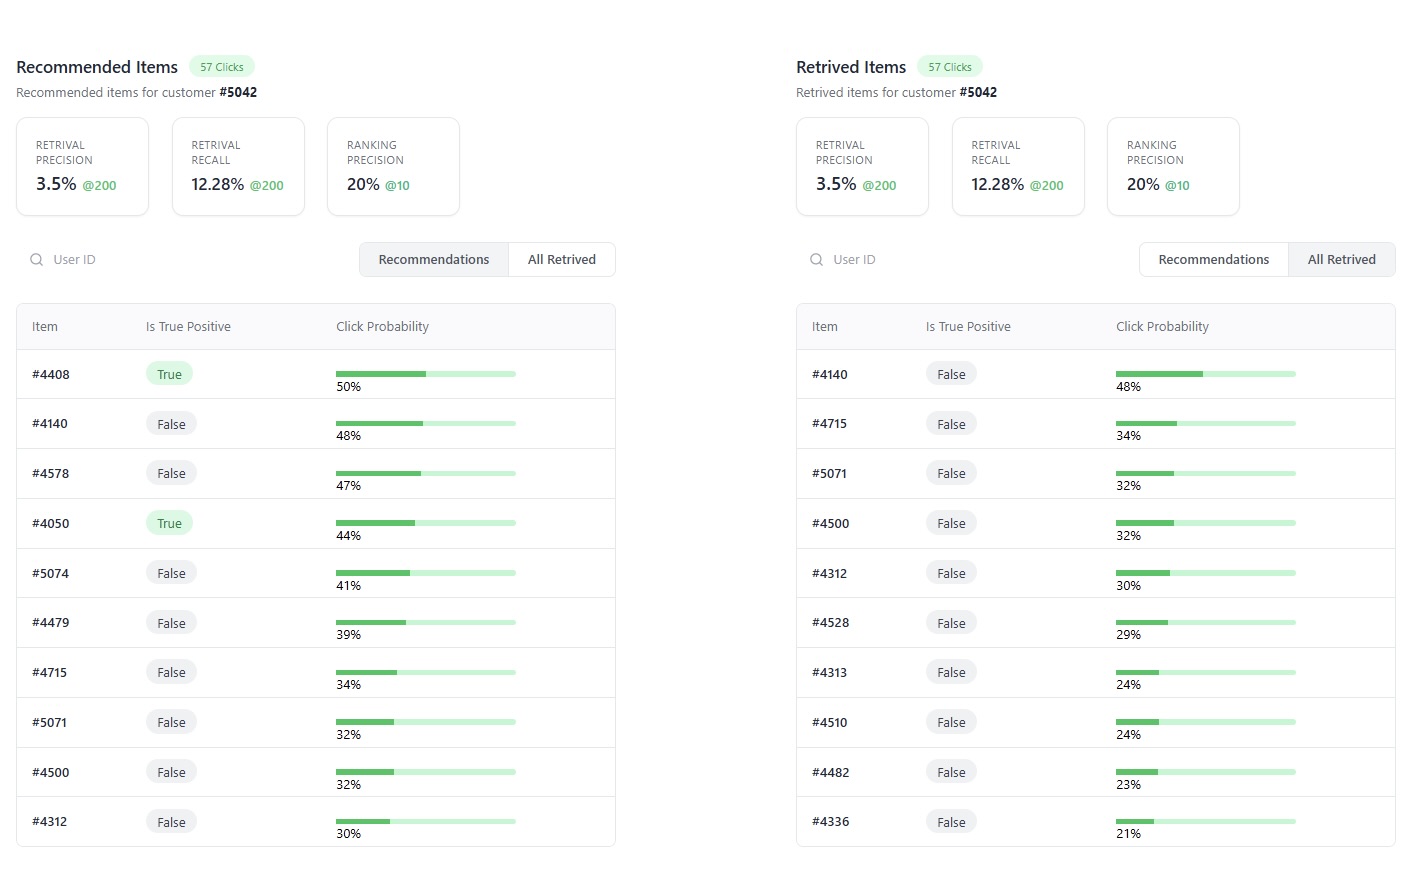 Recommended Items 57 Clicks
Recommended items for customer #5042
RETRIVAL PRECISION
3.5% @200
RETRIVAL RECALL
12.28% @200
RANKING PRECISION
20% @10
User ID
Recommendations All Retrived
Item Is True Positive Click Probability
#4408 True 50%
#4140 False 48%
#4578 False 47%
#4050 True 44%
#5074 False 41%
#4479 False 39%
#4715 False 34%
#5071 False 32%
#4500 False 32%
#4312 False 30%
Retrived Items 57 Clicks
Retrived items for customer #5042
RETRIVAL PRECISION
3.5% @200
RETRIVAL RECALL
12.28% @200
RANKING PRECISION
20% @10
User ID
Recommendations All Retrived
Item Is True Positive Click Probability
#4140 False 48%
#4715 False 34%
#5071 False 32%
#4500 False 32%
#4312 False 30%
#4528 False 29%
#4313 False 24%
#4510 False 24%
#4482 False 23%
#4336 False 21%